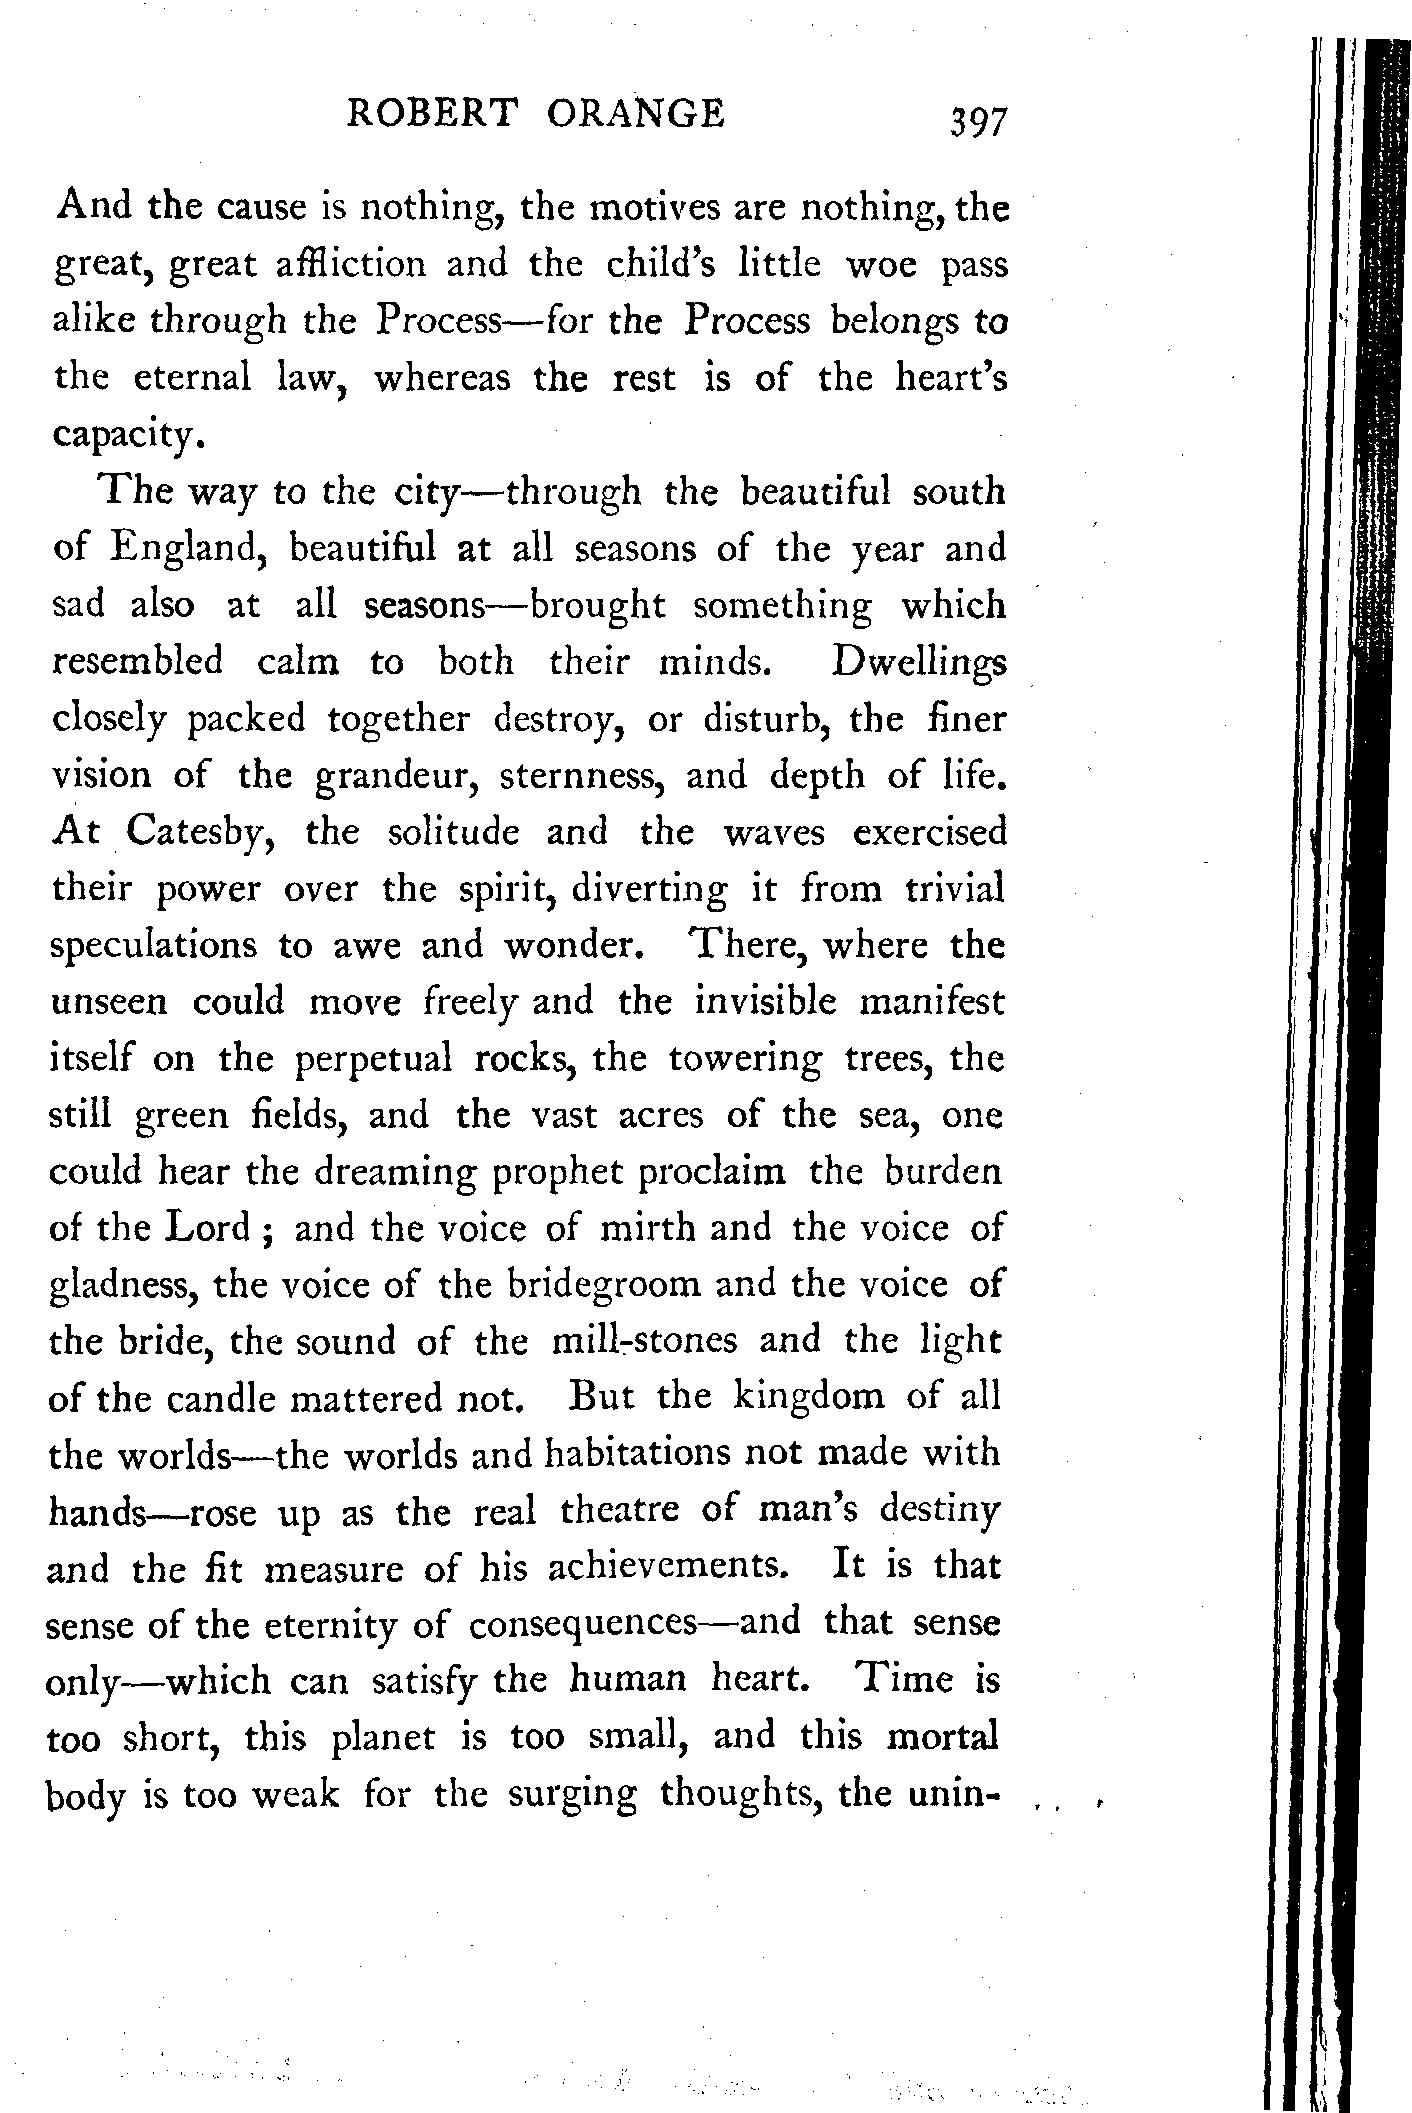 ROBERT ORANGE 397
And the cause is nothing, the motives are nothing, the
great, great affliction and the child's little woe pass
alike through the Process—for the Process belongs to
the eternal law, whereas the rest is of the heart's
capacity.
The way to the city—through the beautiful south
of England, beautiful at all seasons of the year and
sad also at all seasons—brought something which
resembled calm to both their minds. Dwellings
closely packed together destroy, or disturb, the finer
vision of the grandeur, sternness, and depth of life.
At Catesby, the solitude and the waves exercised
their power over the spirit, diverting it from trivial
speculations to awe and wonder. There, where the
unseen could move freely and the invisible manifest
itself on the perpetual rocks, the towering trees, the
still green fields, and the vast acres of the sea, one
could hear the dreaming prophet proclaim the burden
of the Lord ; and the voice of mirth and the voice of
gladness, the voice of the bridegroom and the voice of
the bride, the sound of the mill-stones and the light
of the candle mattered not. But the kingdom of all
the worlds—the worlds and habitations not made with
hands—rose up as the real theatre of man's destiny
and the fit measure of his achievements. It is that
sense of the eternity of consequences—and that sense
only—which can satisfy the human heart. Time is
too short, this planet is too small, and this mortal
body is too weak for the surging thoughts, the unin-